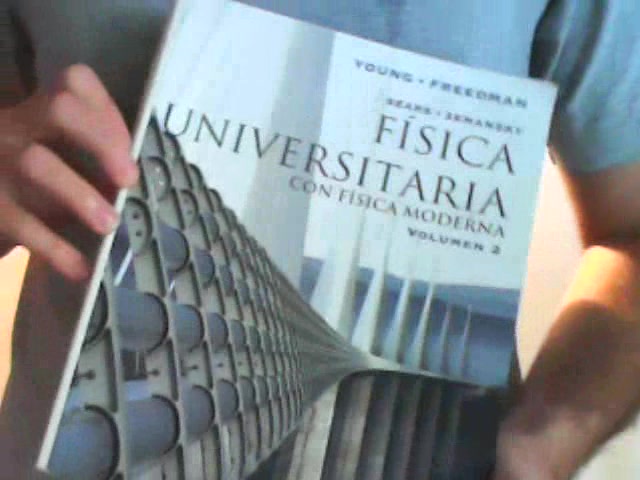 YOUNG • FREEDMAN
SEARS • ZEMANSKY
FÍSICA
UNIVERSITARIA
CON FÍSICA MODERNA
VOLUMEN 2